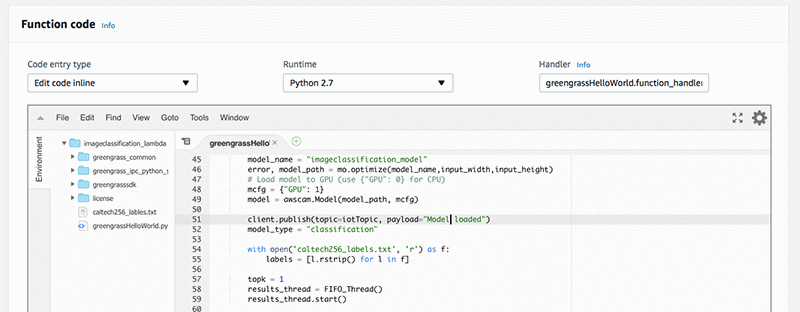 Function code Info
Code entry type
Runtime
Handler Info
Edit code inline
Python 2.7
greengrassHelloWorld.function_handler
File Edit Find View Goto Tools Window
Environment
imageclassification_lambda
greengrass_common
greengrass_ipc_python_s
greengrasssdk
license
caltech256_lables.txt
greengrassHelloWorld.py
greengrassHello
45 model_name = "imageclassification_model"
46 error, model_path = mo.optimize(model_name,input_width,input_height)
47 # Load model to GPU (use {"GPU": 0} for CPU)
48 mcfg = {"GPU": 1}
49 model = awscam.Model(model_path, mcfg)
50
51 client.publish(topic=iotTopic, payload="Model loaded")
52 model_type = "classification"
53
54 with open('caltech256_labels.txt', 'r') as f:
55 labels = [l.rstrip() for l in f]
56
57 topk = 1
58 results_thread = FIFO_Thread()
59 results_thread.start()
60